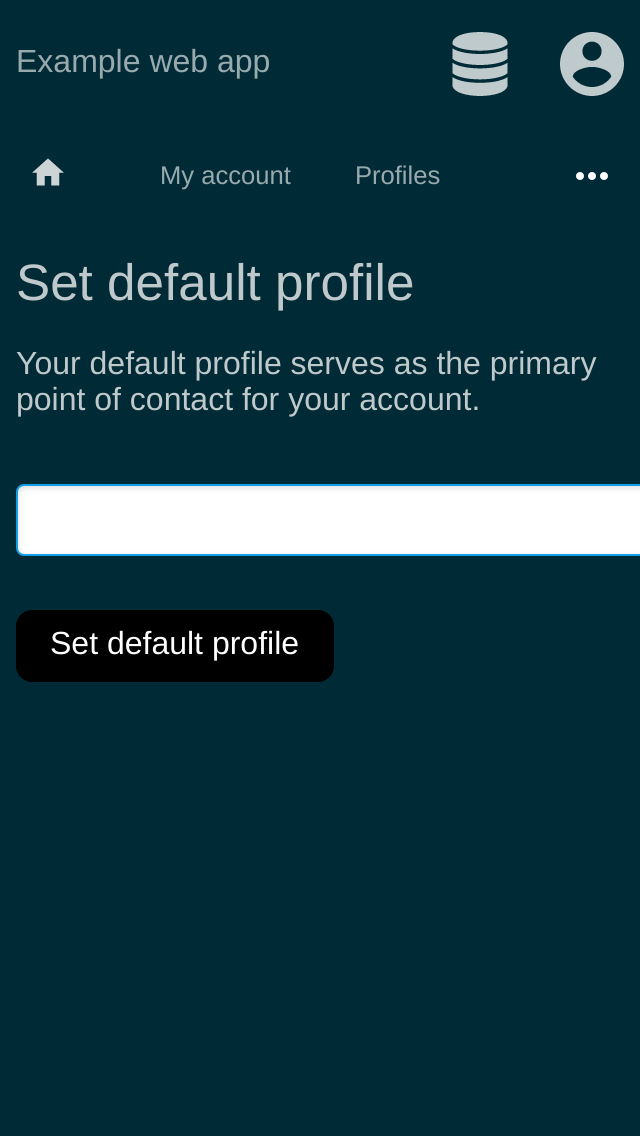 Example web app
My account Profiles
Set default profile
Your default profile serves as the primary
point of contact for your account.
Set default profile